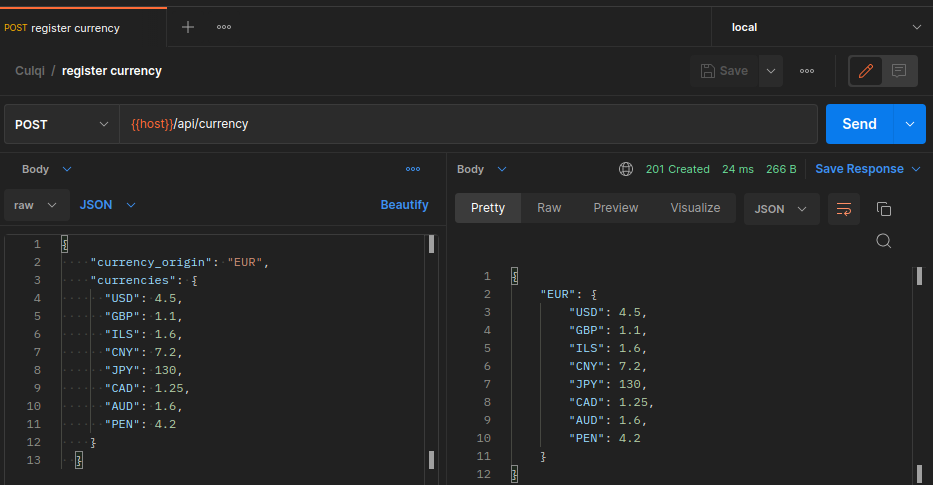 POST register currency
local
Culqi / register currency
Save
POST
{{host}}/api/currency
Send
Body
raw
JSON
Beautify
1 {
2 "currency_origin": "EUR",
3 "currencies": {
4 "USD": 4.5,
5 "GBP": 1.1,
6 "ILS": 1.6,
7 "CNY": 7.2,
8 "JPY": 130,
9 "CAD": 1.25,
10 "AUD": 1.6,
11 "PEN": 4.2
12 }
13 }
Body
201 Created 24 ms 266 B Save Response
Pretty Raw Preview Visualize JSON
1 {
2 "EUR": {
3 "USD": 4.5,
4 "GBP": 1.1,
5 "ILS": 1.6,
6 "CNY": 7.2,
7 "JPY": 130,
8 "CAD": 1.25,
9 "AUD": 1.6,
10 "PEN": 4.2
11 }
12 }